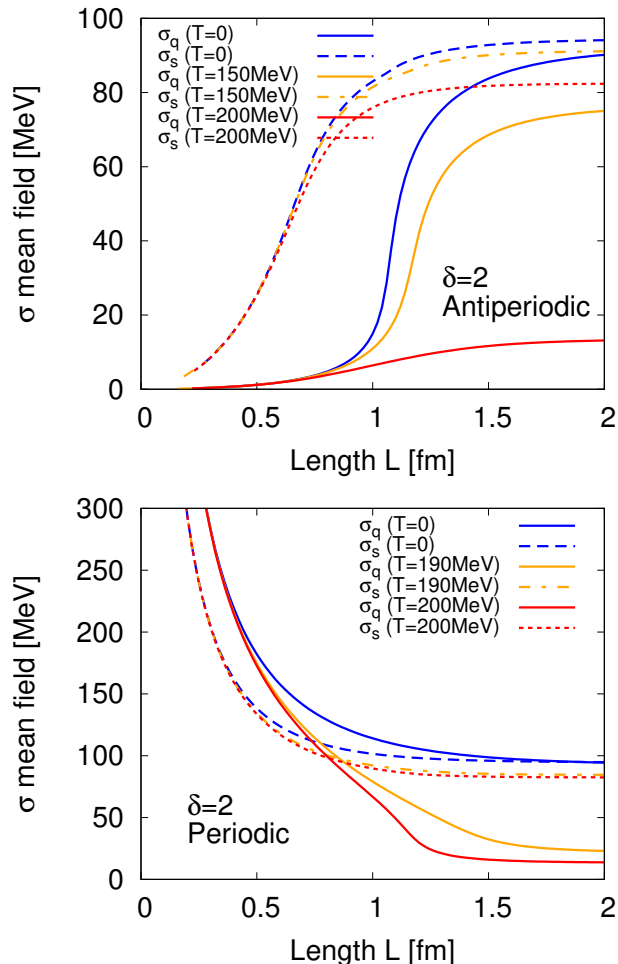 σ mean field [MeV]
100
80
60
40
20
0
σq (T=0)
σs (T=0)
σq (T=150MeV)
σs (T=150MeV)
σq (T=200MeV)
σs (T=200MeV)
δ=2
Antiperiodic
0 0.5 1 1.5 2
Length L [fm]
σ mean field [MeV]
300
250
200
150
100
50
0
σq (T=0)
σs (T=0)
σq (T=190MeV)
σs (T=190MeV)
σq (T=200MeV)
σs (T=200MeV)
δ=2
Periodic
0 0.5 1 1.5 2
Length L [fm]